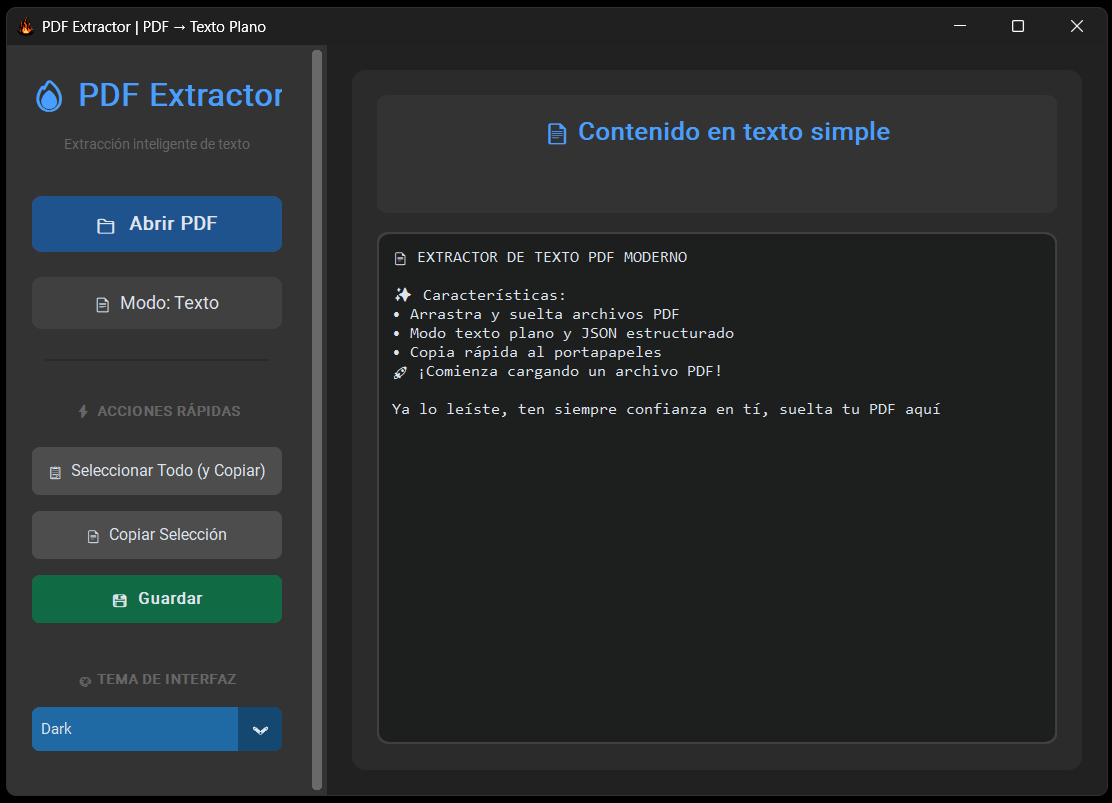 PDF Extractor | PDF → Texto Plano
PDF Extractor
Extracción inteligente de texto
Abrir PDF
Modo: Texto
ACCIONES RÁPIDAS
Seleccionar Todo (y Copiar)
Copiar Selección
Guardar
TEMA DE INTERFAZ
Dark
Contenido en texto simple
EXTRACTOR DE TEXTO PDF MODERNO
✨ Características:
• Arrastra y suelta archivos PDF
• Modo texto plano y JSON estructurado
• Copia rápida al portapapeles
🚀 ¡Comienza cargando un archivo PDF!
Ya lo leíste, ten siempre confianza en tí, suelta tu PDF aquí